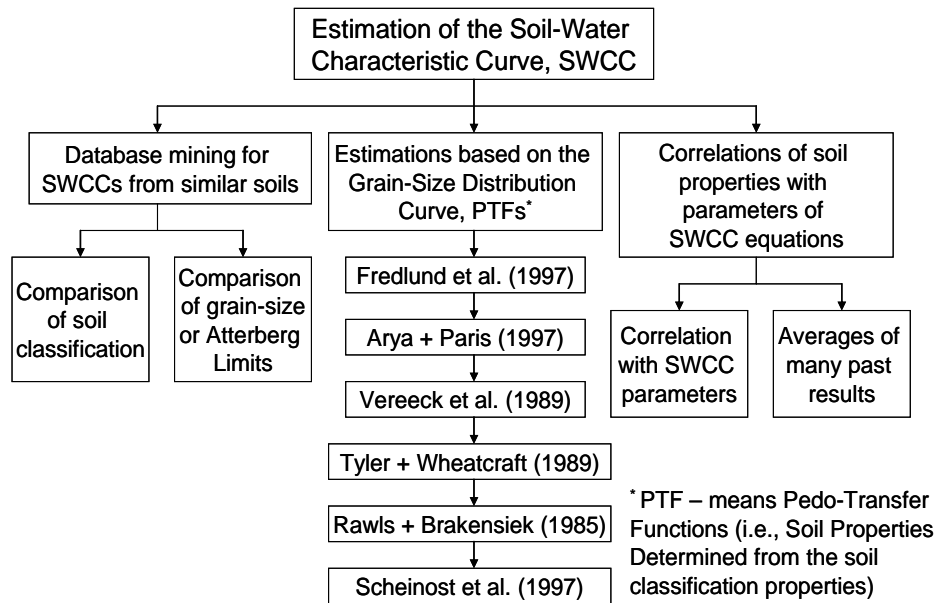 Estimation of the Soil-Water
Characteristic Curve, SWCC
Database mining for
SWCCs from similar soils
Estimations based on the
Grain-Size Distribution
Curve, PTFs*
Correlations of soil
properties with
parameters of
SWCC equations
Comparison
of soil
classification
Comparison
of grain-size
or Atterberg
Limits
Fredlund et al. (1997)
Arya + Paris (1997)
Vereeck et al. (1989)
Tyler + Wheatcraft (1989)
Rawls + Brakensiek (1985)
Scheinost et al. (1997)
Correlation
with SWCC
parameters
Averages of
many past
results
* PTF – means Pedo-Transfer
Functions (i.e., Soil Properties
Determined from the soil
classification properties)